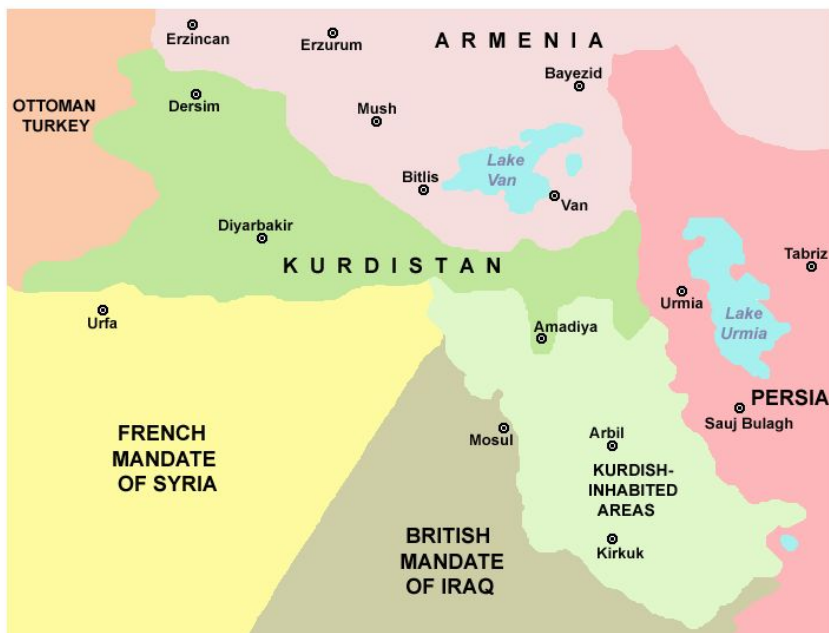 Erzincan
Erzurum
ARMENIA
Bayezid
OTTOMAN
TURKEY
Dersim
Mush
Lake
Van
Bitlis
Van
Diyarbakir
KURDISTAN
Tabriz
Urmia
Lake
Urmia
Urfa
Amadiya
PERSIA
Sauj Bulagh
FRENCH
MANDATE
OF SYRIA
Mosul
Arbil
KURDISH-
INHABITED
AREAS
BRITISH
MANDATE
OF IRAQ
Kirkuk